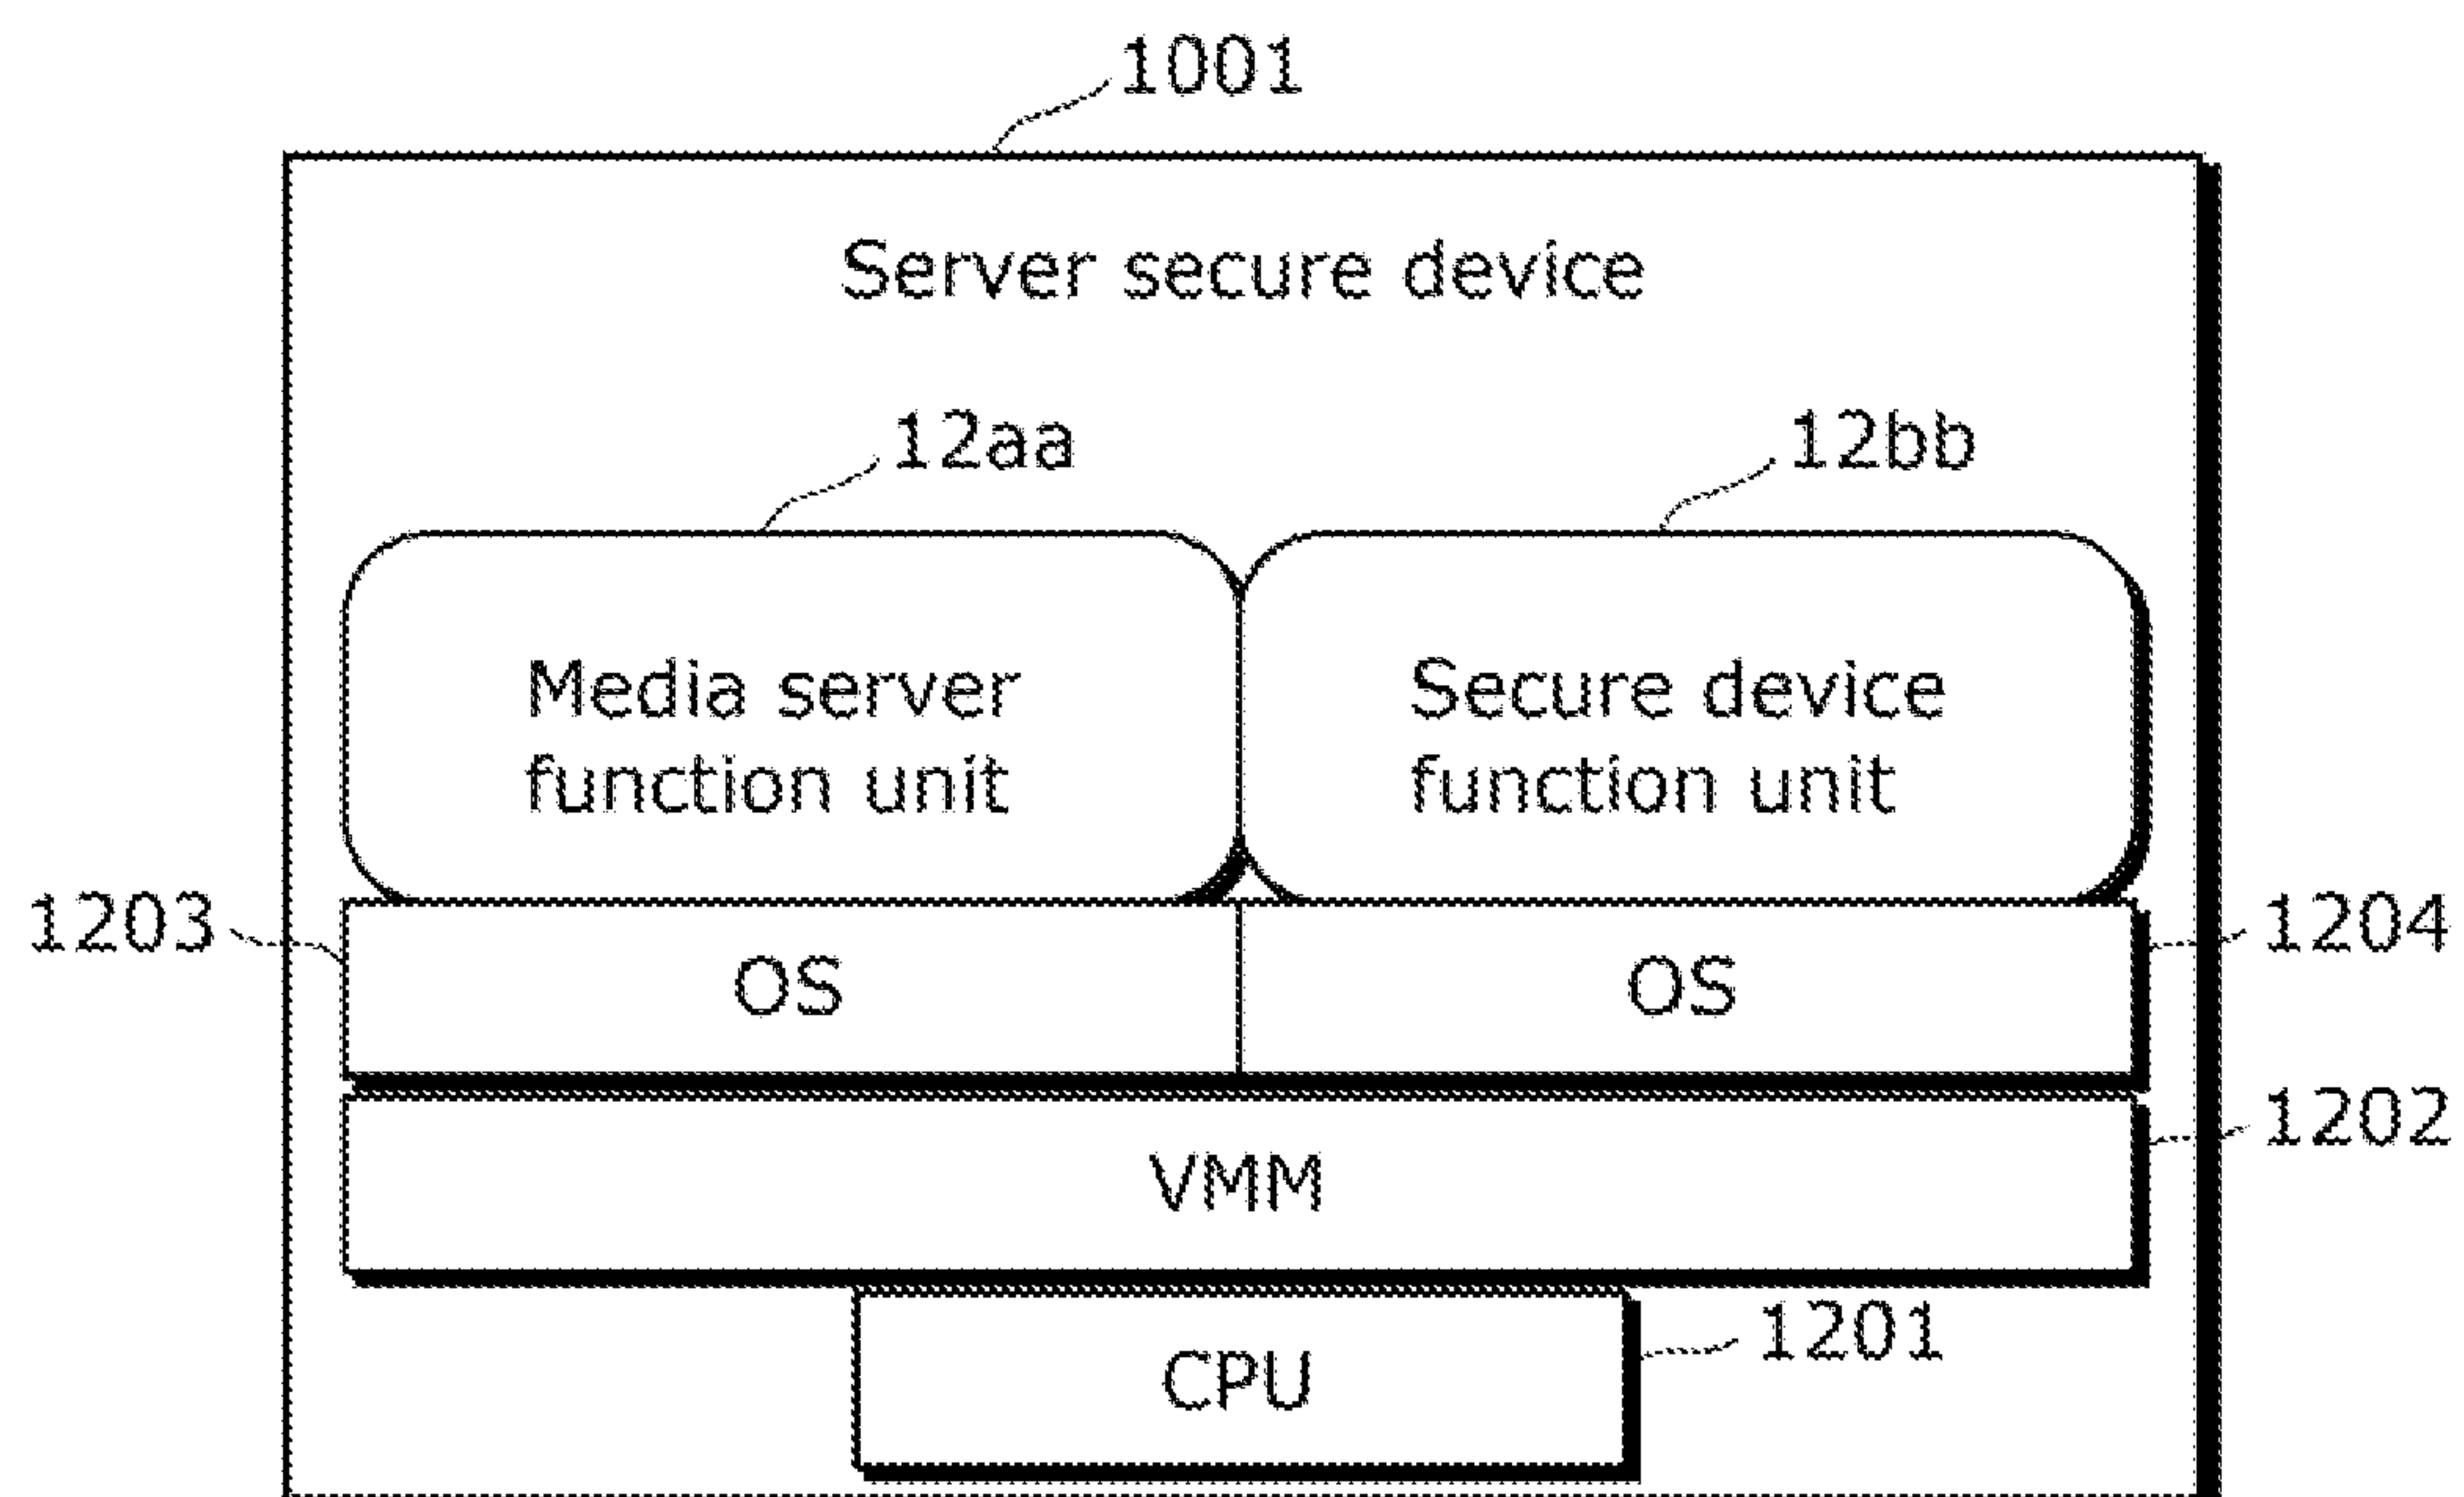 1001
Server secure device
12aa
12bb
Media server
function unit
Secure device
function unit
1203
1204
OS
OS
1202
VMM
1201
CPU